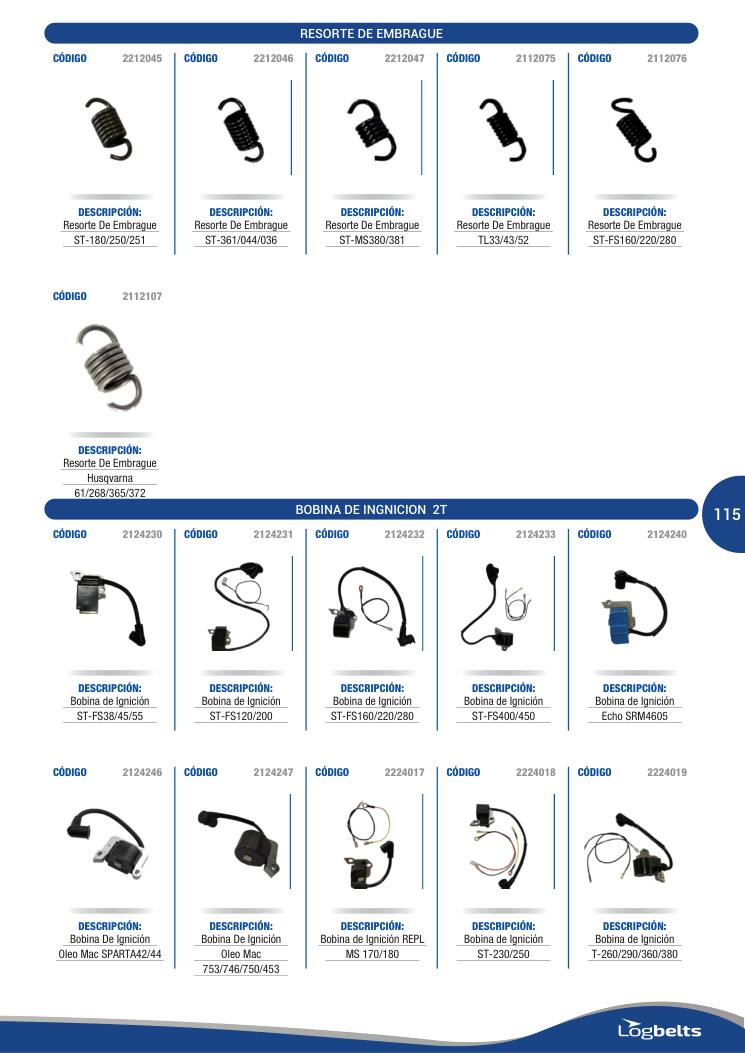 RESORTE DE EMBRAGUE
CÓDIGO 2212045
DESCRIPCIÓN:
Resorte De Embrague
ST-180/250/251
CÓDIGO 2212046
DESCRIPCIÓN:
Resorte De Embrague
ST-361/044/036
CÓDIGO 2212047
DESCRIPCIÓN:
Resorte De Embrague
ST-MS380/381
CÓDIGO 2112075
DESCRIPCIÓN:
Resorte De Embrague
TL33/43/52
CÓDIGO 2112076
DESCRIPCIÓN:
Resorte De Embrague
ST-FS160/220/280
CÓDIGO 2112107
DESCRIPCIÓN:
Resorte De Embrague
Husqvarna
61/268/365/372
115
BOBINA DE INGNICION 2T
CÓDIGO 2124230
DESCRIPCIÓN:
Bobina de Ignición
ST-FS38/45/55
CÓDIGO 2124231
DESCRIPCIÓN:
Bobina de Ignición
ST-FS120/200
CÓDIGO 2124232
DESCRIPCIÓN:
Bobina de Ignición
ST-FS160/220/280
CÓDIGO 2124233
DESCRIPCIÓN:
Bobina de Ignición
ST-FS400/450
CÓDIGO 2124240
DESCRIPCIÓN:
Bobina de Ignición
Echo SRM4605
CÓDIGO 2124246
DESCRIPCIÓN:
Bobina De Ignición
Oleo Mac SPARTA42/44
CÓDIGO 2124247
DESCRIPCIÓN:
Bobina De Ignición
Oleo Mac
753/746/750/453
CÓDIGO 2224017
DESCRIPCIÓN:
Bobina de Ignición REPL
MS 170/180
CÓDIGO 2224018
DESCRIPCIÓN:
Bobina de Ignición
ST-230/250
CÓDIGO 2224019
DESCRIPCIÓN:
Bobina de Ignición
T-260/290/360/380
Logbelts